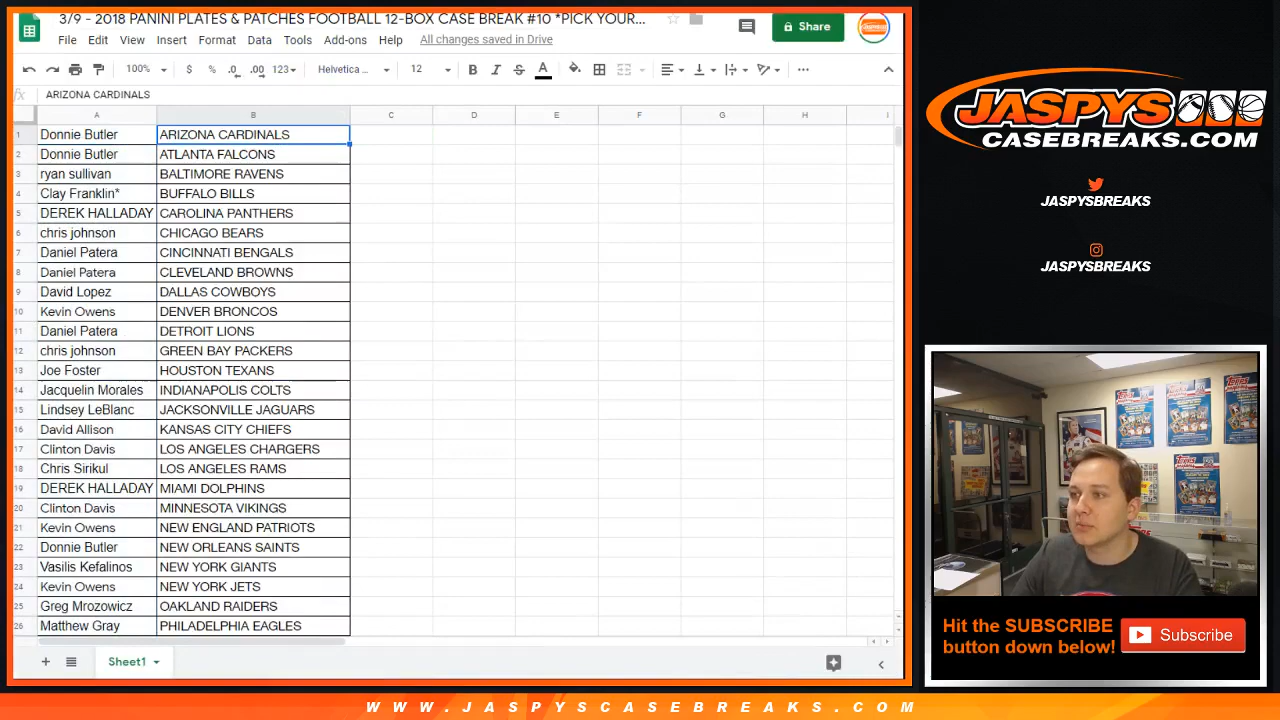 3/9 - 2018 PANINI PLATES & PATCHES FOOTBALL 12-BOX CASE BREAK #10 *PICK YOUR...
File Edit View Insert Format Data Tools Add-ons Help All changes saved in Drive
Share
100% $ % .0 .00 123 Helvetica ... 12 B I S A
fx ARIZONA CARDINALS
A B C D E F G H I
1 Donnie Butler ARIZONA CARDINALS
2 Donnie Butler ATLANTA FALCONS
3 ryan sullivan BALTIMORE RAVENS
4 Clay Franklin* BUFFALO BILLS
5 DEREK HALLADAY CAROLINA PANTHERS
6 chris johnson CHICAGO BEARS
7 Daniel Patera CINCINNATI BENGALS
8 Daniel Patera CLEVELAND BROWNS
9 David Lopez DALLAS COWBOYS
10 Kevin Owens DENVER BRONCOS
11 Daniel Patera DETROIT LIONS
12 chris johnson GREEN BAY PACKERS
13 Joe Foster HOUSTON TEXANS
14 Jacquelin Morales INDIANAPOLIS COLTS
15 Lindsey LeBlanc JACKSONVILLE JAGUARS
16 David Allison KANSAS CITY CHIEFS
17 Clinton Davis LOS ANGELES CHARGERS
18 Chris Sirikul LOS ANGELES RAMS
19 DEREK HALLADAY MIAMI DOLPHINS
20 Clinton Davis MINNESOTA VIKINGS
21 Kevin Owens NEW ENGLAND PATRIOTS
22 Donnie Butler NEW ORLEANS SAINTS
23 Vasilis Kefalinos NEW YORK GIANTS
24 Kevin Owens NEW YORK JETS
25 Greg Mrozowicz OAKLAND RAIDERS
26 Matthew Gray PHILADELPHIA EAGLES
Sheet1
JASPYS
CASEBREAKS.COM
JASPYSBREAKS
JASPYSBREAKS
topps
Hit the SUBSCRIBE
button down below!
Subscribe
WWW.JASPYSCASEBREAKS.COM